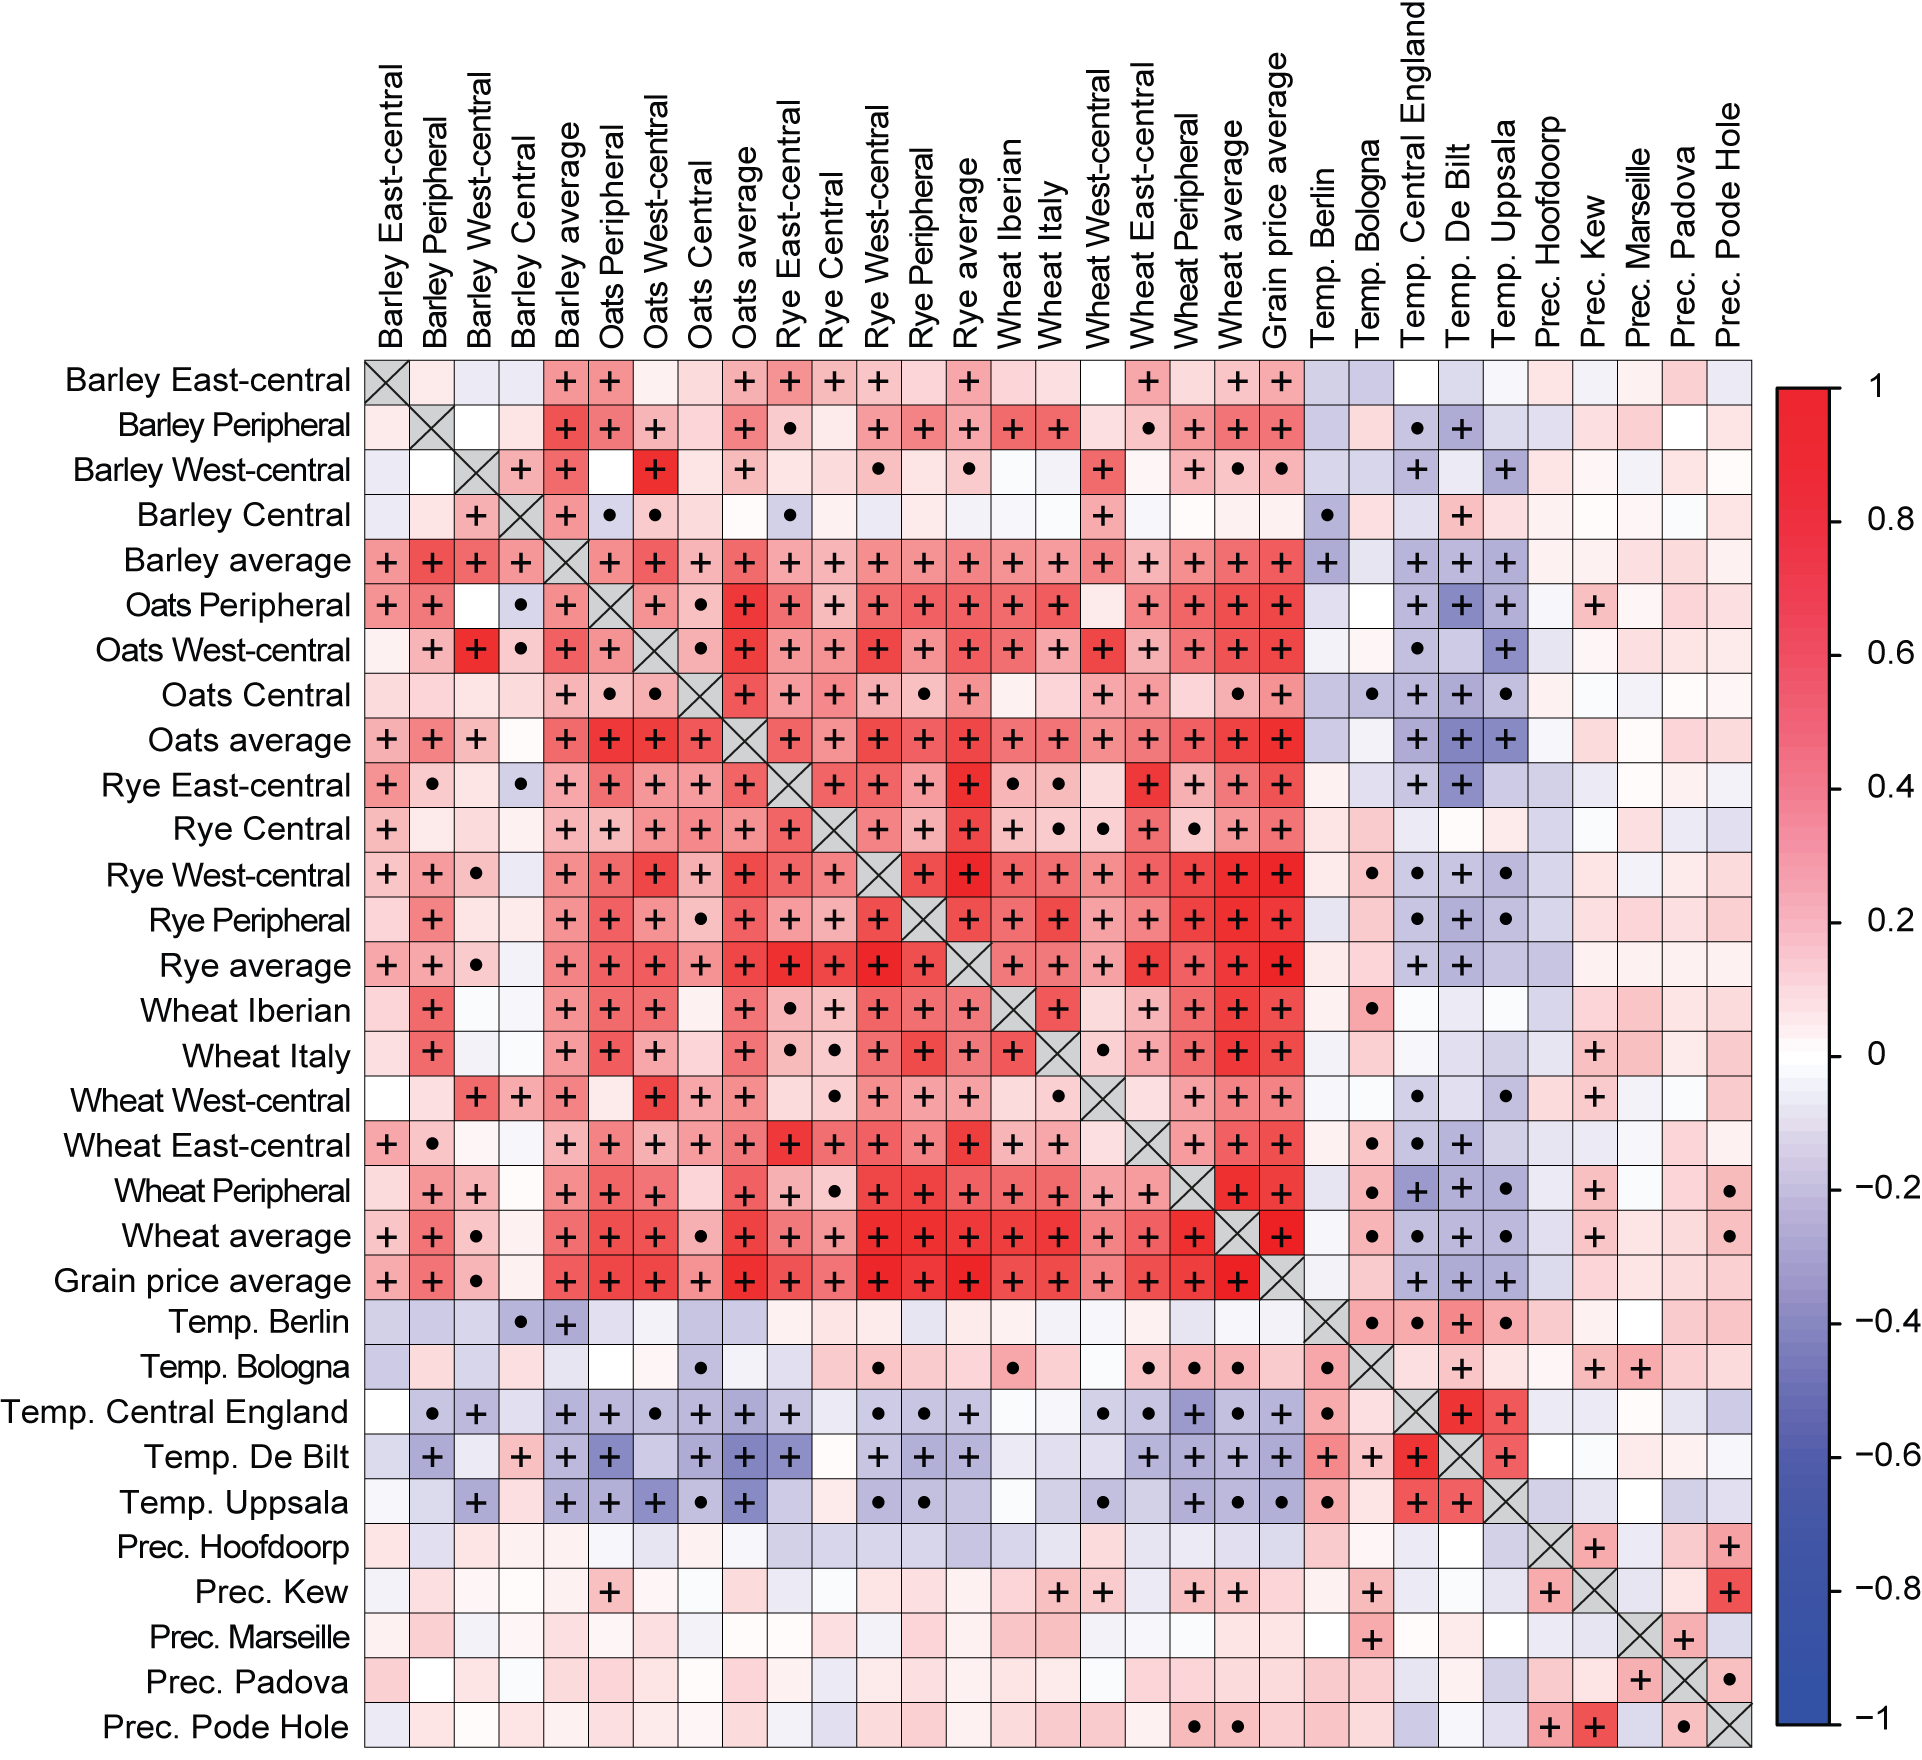 Barley East-central
Barley Peripheral
Barley West-central
Barley Central
Barley average
Oats Peripheral
Oats West-central
Oats Central
Oats average
Rye East-central
Rye Central
Rye West-central
Rye Peripheral
Rye average
Wheat Iberian
Wheat Italy
Wheat West-central
Wheat East-central
Wheat Peripheral
Wheat average
Grain price average
Temp. Berlin
Temp. Bologna
Temp. Central England
Temp. De Bilt
Temp. Uppsala
Prec. Hoofdoorp
Prec. Kew
Prec. Marseille
Prec. Padova
Prec. Pode Hole
Barley East-central
Barley Peripheral
Barley West-central
Barley Central
Barley average
Oats Peripheral
Oats West-central
Oats Central
Oats average
Rye East-central
Rye Central
Rye West-central
Rye Peripheral
Rye average
Wheat Iberian
Wheat Italy
Wheat West-central
Wheat East-central
Wheat Peripheral
Wheat average
Grain price average
Temp. Berlin
Temp. Bologna
Temp. Central England
Temp. De Bilt
Temp. Uppsala
Prec. Hoofdoorp
Prec. Kew
Prec. Marseille
Prec. Padova
Prec. Pode Hole
1
0.8
0.6
0.4
0.2
0
−0.2
−0.4
−0.6
−0.8
−1